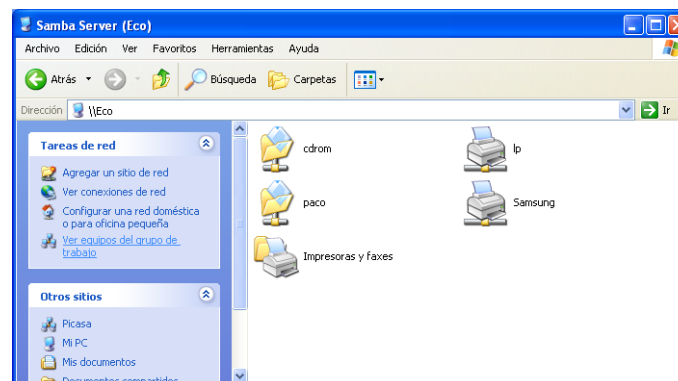 Samba Server (Eco)
Archivo Edición Ver Favoritos Herramientas Ayuda
Atrás Búsqueda Carpetas
Dirección \\Eco Ir
Tareas de red
Agregar un sitio de red
Ver conexiones de red
Configurar una red doméstica
o para oficina pequeña
Ver equipos del grupo de
trabajo
Otros sitios
Picasa
Mi PC
Mis documentos
Documentos compartidos
cdrom
lp
paco
Samsung
Impresoras y faxes